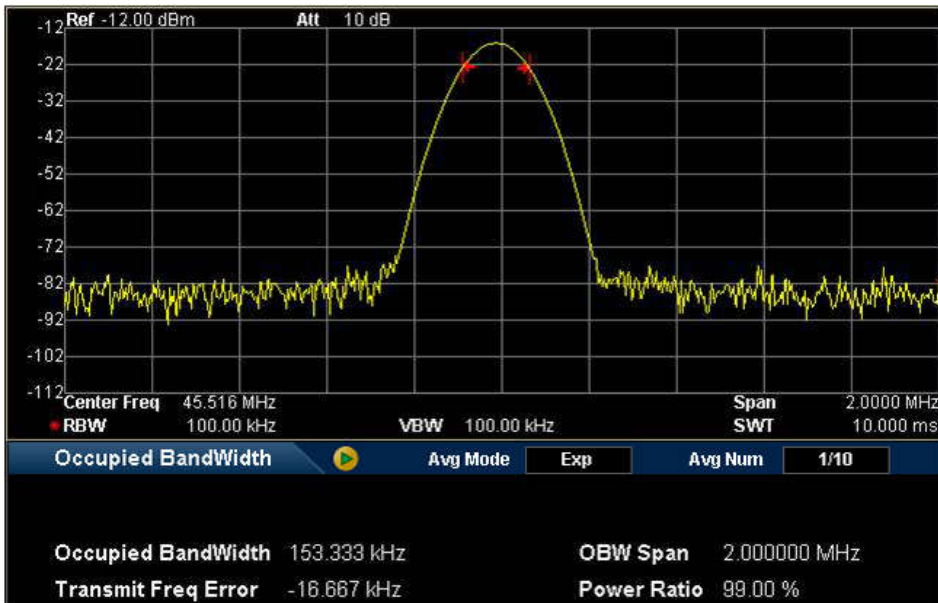 Ref -12.00 dBm Att 10 dB
-12
-22
-32
-42
-52
-62
-72
-82
-92
-102
-112
Center Freq 45.516 MHz Span 2.0000 MHz
RBW 100.00 kHz VBW 100.00 kHz SWT 10.000 ms
Occupied BandWidth Avg Mode Exp Avg Num 1/10
Occupied BandWidth 153.333 kHz OBW Span 2.000000 MHz
Transmit Freq Error -16.667 kHz Power Ratio 99.00 %